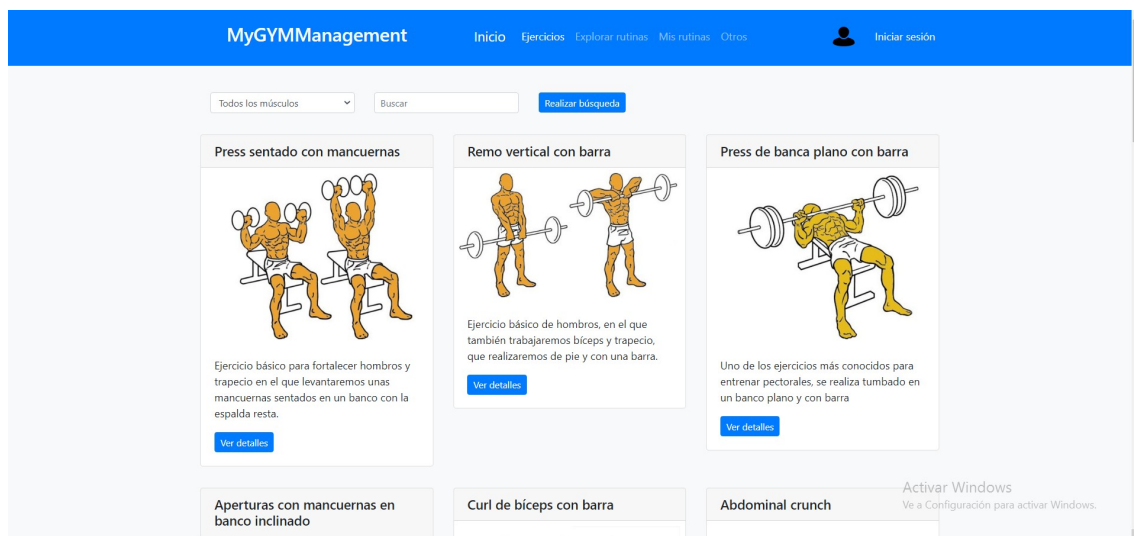 MyGYMManagement
Inicio Ejercicios Explorar rutinas Mis rutinas Otros
Iniciar sesión
Todos los músculos
Buscar
Realizar búsqueda
Press sentado con mancuernas
Ejercicio básico para fortalecer hombros y
trapecio en el que levantaremos unas
mancuernas sentados en un banco con la
espalda resta.
Ver detalles
Remo vertical con barra
Ejercicio básico de hombros, en el que
también trabajaremos bíceps y trapecio,
que realizaremos de pie y con una barra.
Ver detalles
Press de banca plano con barra
Uno de los ejercicios más conocidos para
entrenar pectorales, se realiza tumbado en
un banco plano y con barra
Ver detalles
Aperturas con mancuernas en
banco inclinado
Curl de bíceps con barra
Abdominal crunch
Activar Windows
Ve a Configuración para activar Windows.